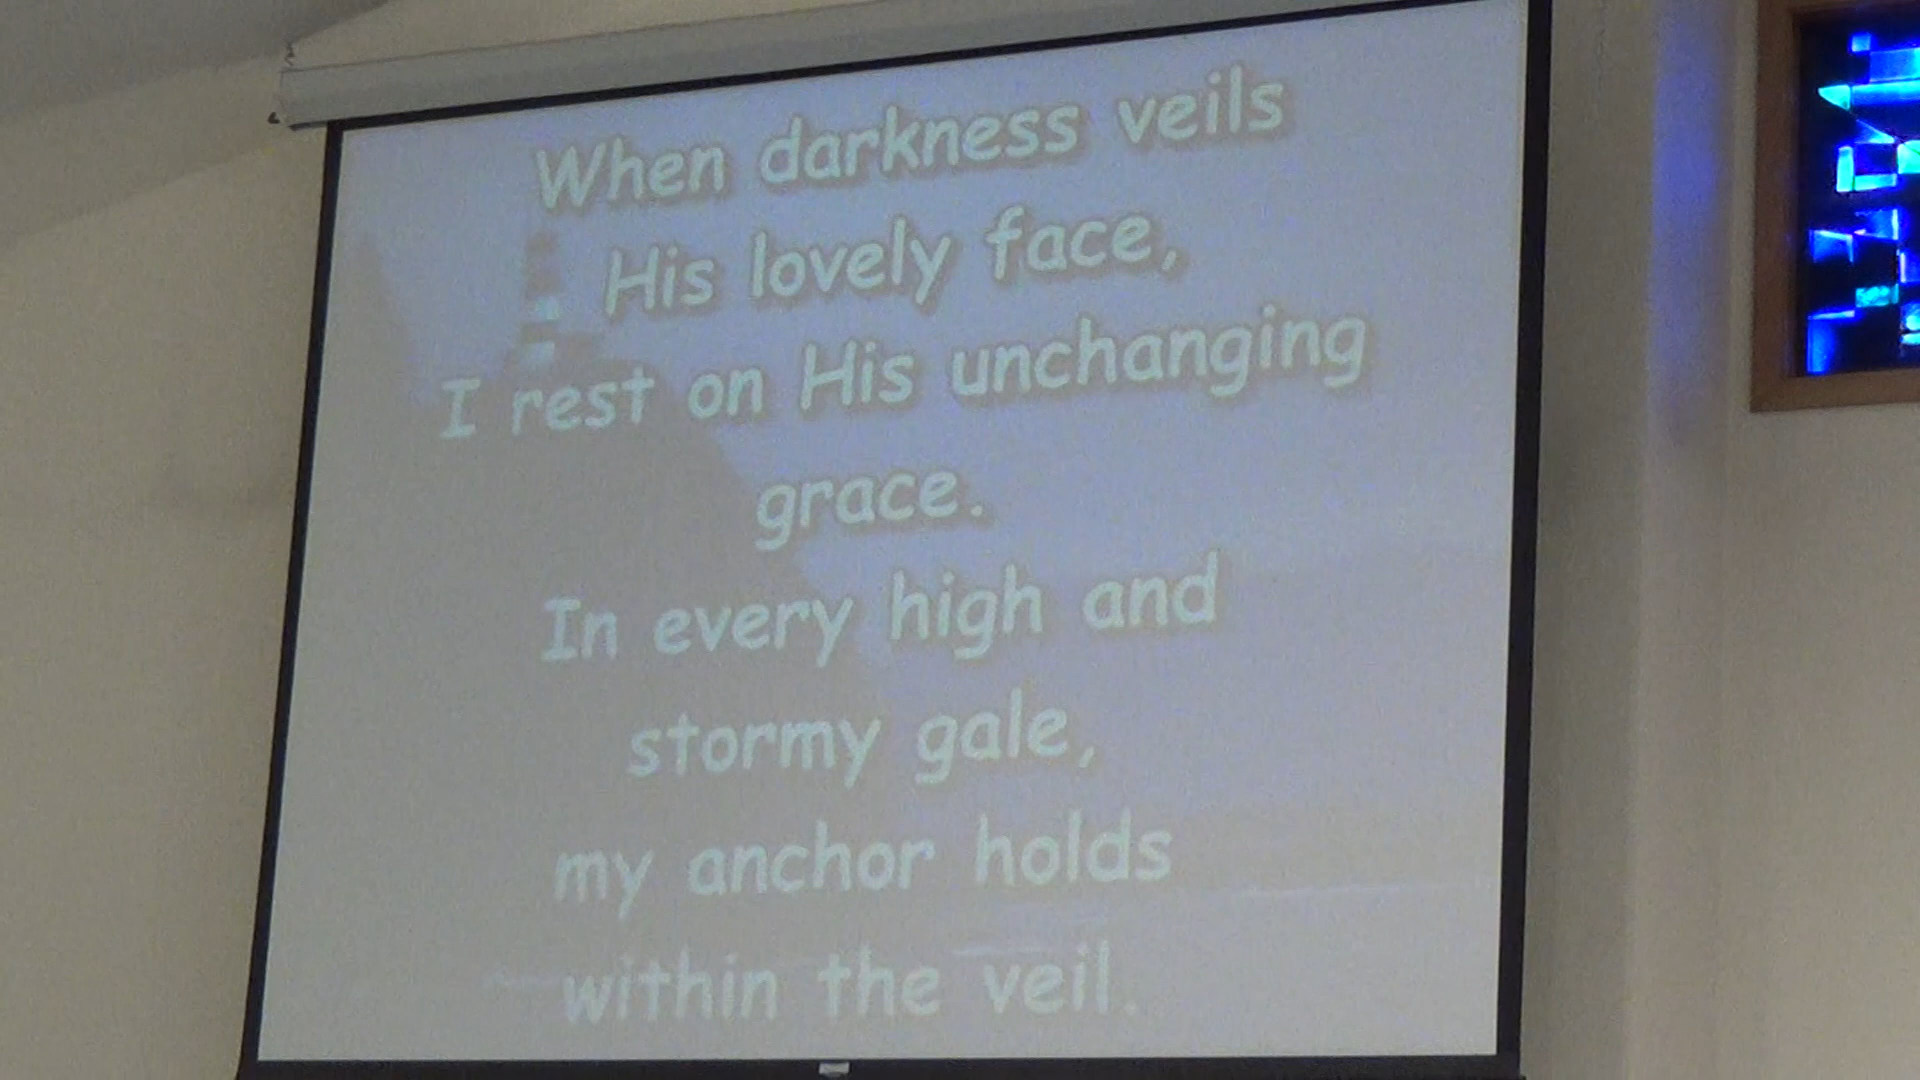 When darkness veils
His lovely face,
I rest on His unchanging
grace.
In every high and
stormy gale,
my anchor holds
within the veil.